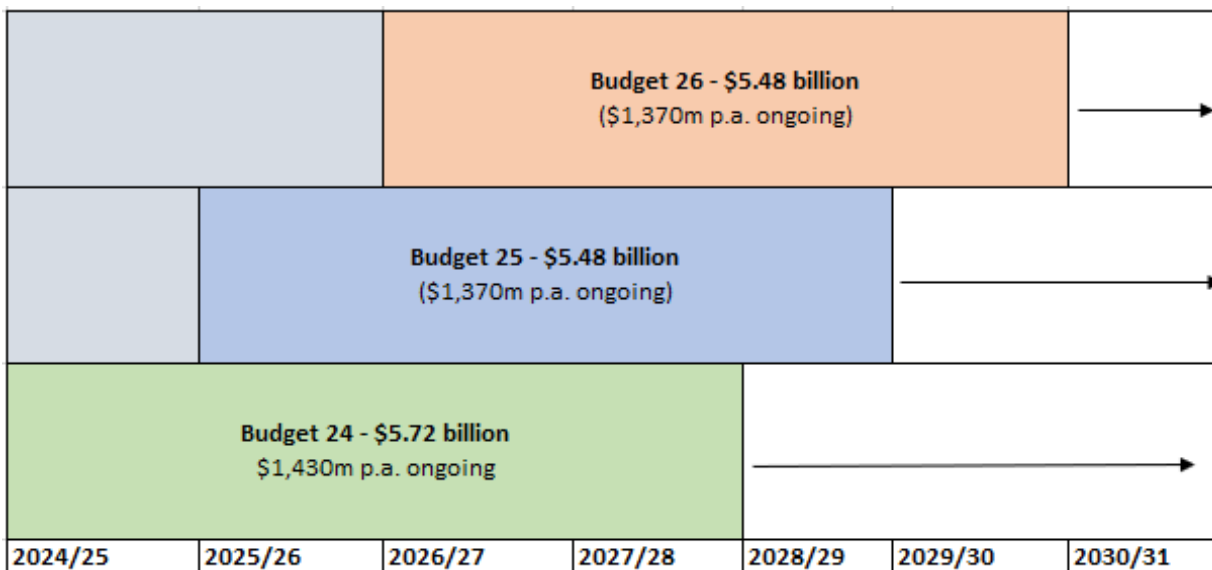 Budget 26 - $5.48 billion
($1,370m p.a. ongoing)
Budget 25 - $5.48 billion
($1,370m p.a. ongoing)
Budget 24 - $5.72 billion
$1,430m p.a. ongoing
2024/25 2025/26 2026/27 2027/28 2028/29 2029/30 2030/31